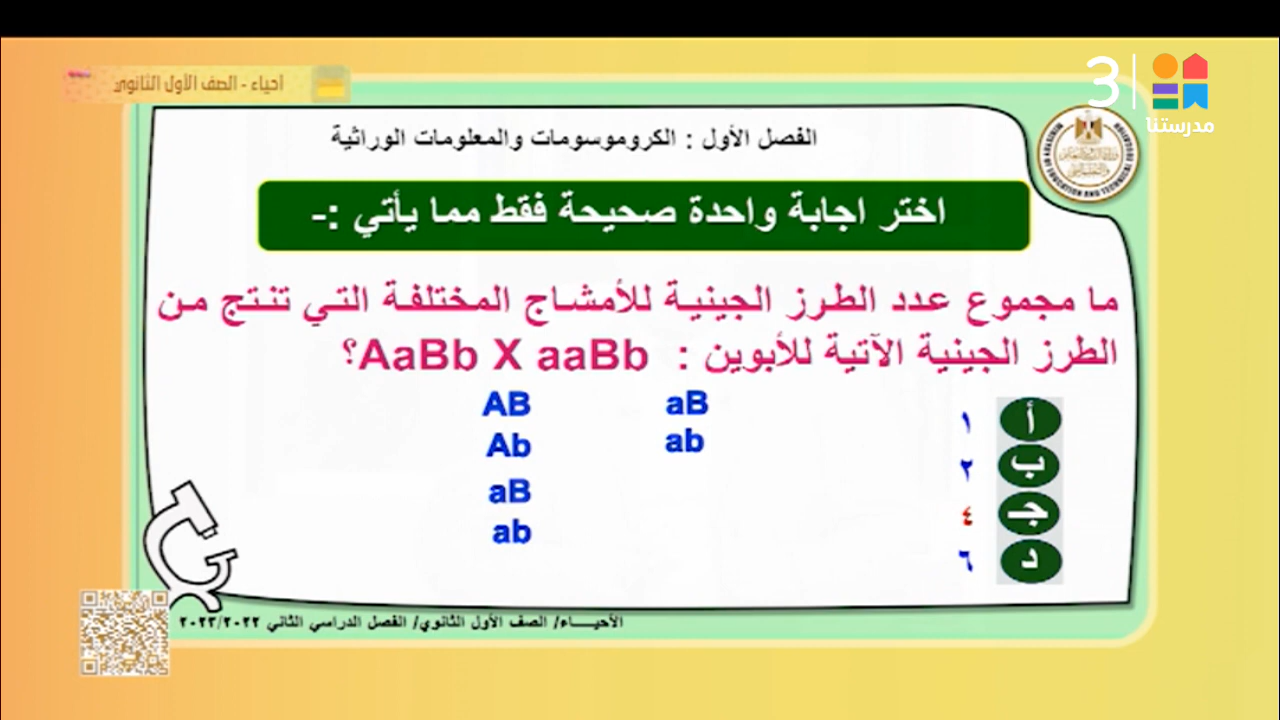 3
مدرستنا
احياء - الصف الأول الثانوي
الفصل الأول : الكروموسومات والمعلومات الوراثية
اختر اجابة واحدة صحيحة فقط مما يأتي :-
ما مجموع عدد الطرز الجينية للأمشاج المختلفة التي تنتج من
الطرز الجينية الآتية للأبوين : AaBb X aaBb؟
أ ١
ب ٢
جـ ٤
د ٦
AB aB
Ab ab
aB
ab
الأحيـــاء/ الصف الأول الثانوي/ الفصل الدراسي الثاني ٢٠٢٣/٢٠٢٢